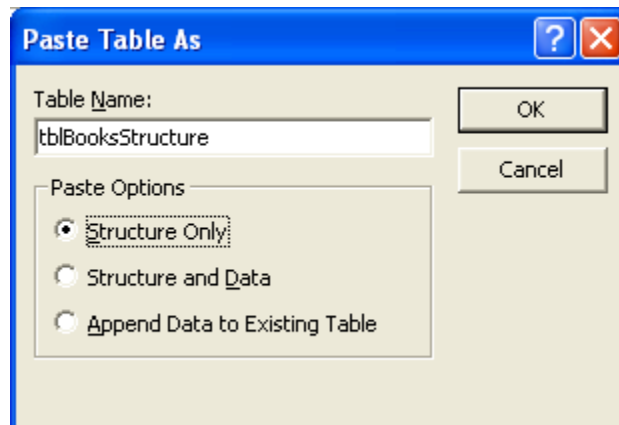 Paste Table As
?
Table Name:
tblBooksStructure
OK
Cancel
Paste Options
Structure Only
Structure and Data
Append Data to Existing Table